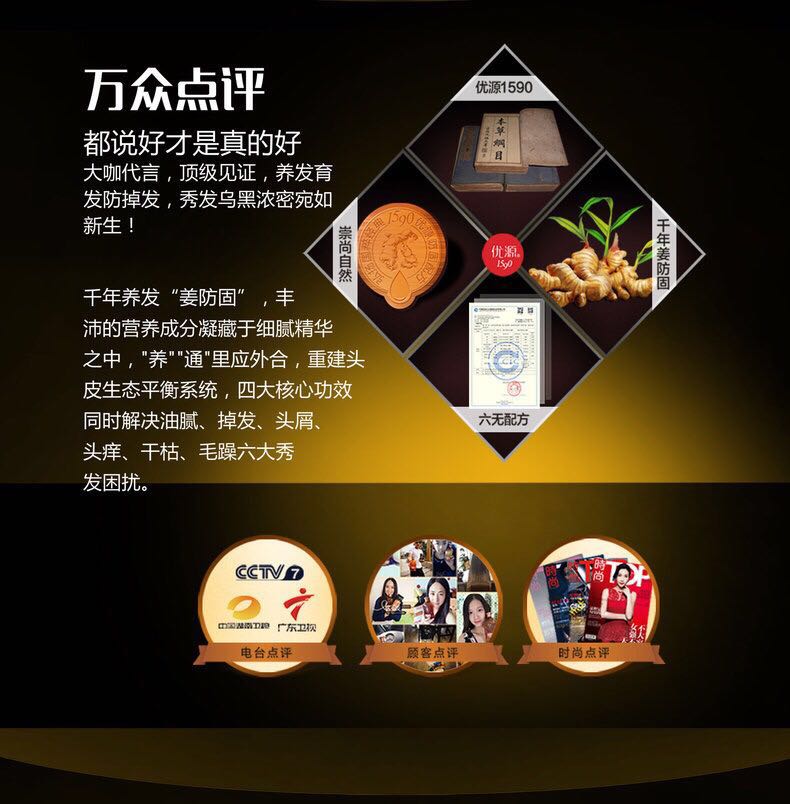 万众点评
都说好才是真的好
大咖代言，顶级见证，养发育
发防掉发，秀发乌黑浓密宛如
新生！
千年养发“姜防固”，丰
沛的营养成分凝藏于细腻精华
之中，"养""通"里应外合，重建头
皮生态平衡系统，四大核心功效
同时解决油腻、掉发、头屑、
头痒、干枯、毛躁六大秀
发困扰。
优源1590
本草綱目
崇尚自然
1590
优源®
1590
千年姜防固
六无配方
CCTV 7
中国湖南卫视
广东卫视
电台点评
顾客点评
時尚
時尚
TOP
时尚点评